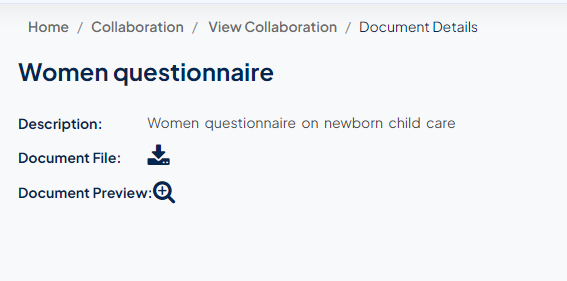 Home / Collaboration / View Collaboration / Document Details
Women questionnaire
Description: Women questionnaire on newborn child care
Document File:
Document Preview: